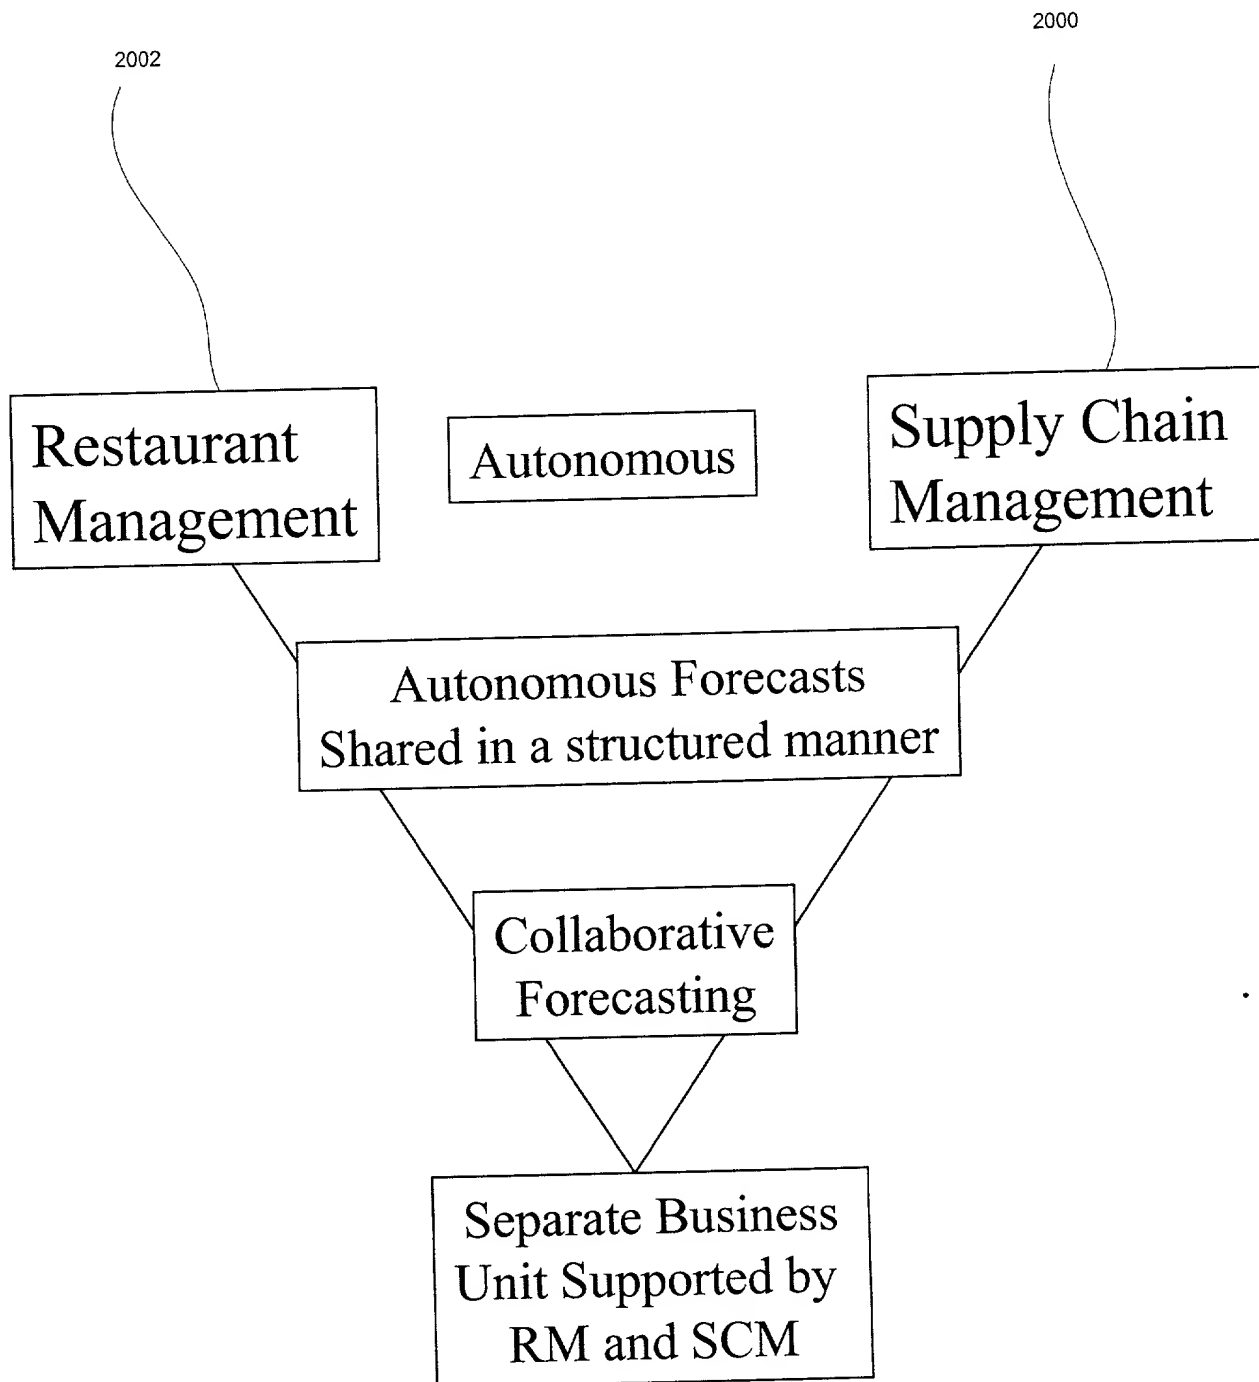 2002
2000
Restaurant
Management
Autonomous
Supply Chain
Management
Autonomous Forecasts
Shared in a structured manner
Collaborative
Forecasting
Separate Business
Unit Supported by
RM and SCM